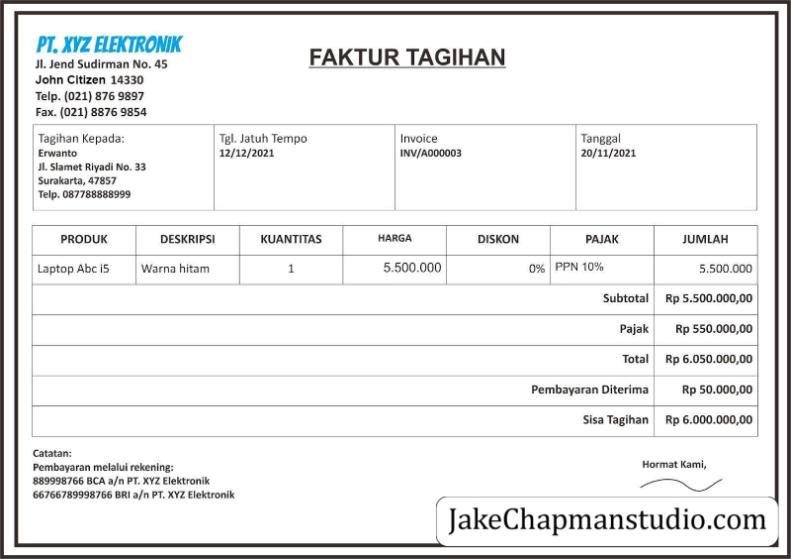 PT. XYZ ELEKTRONIK
Jl. Jend Sudirman No. 45
John Citizen 14330
Telp. (021) 876 9897
Fax. (021) 8876 9854
FAKTUR TAGIHAN
Tagihan Kepada:
Erwanto
Jl. Slamet Riyadi No. 33
Surakarta, 47857
Telp. 087788888999
Tgl. Jatuh Tempo
12/12/2021
Invoice
INV/A000003
Tanggal
20/11/2021
PRODUK DESKRIPSI KUANTITAS HARGA DISKON PAJAK JUMLAH
Laptop Abc i5 Warna hitam 1 5.500.000 0% PPN 10% 5.500.000
Subtotal Rp 5.500.000,00
Pajak Rp 550.000,00
Total Rp 6.050.000,00
Pembayaran Diterima Rp 50.000,00
Sisa Tagihan Rp 6.000.000,00
Catatan:
Pembayaran melalui rekening:
889998766 BCA a/n PT. XYZ Elektronik
66766789998766 BRI a/n PT. XYZ Elektronik
Hormat Kami,
JakeChapmanstudio.com